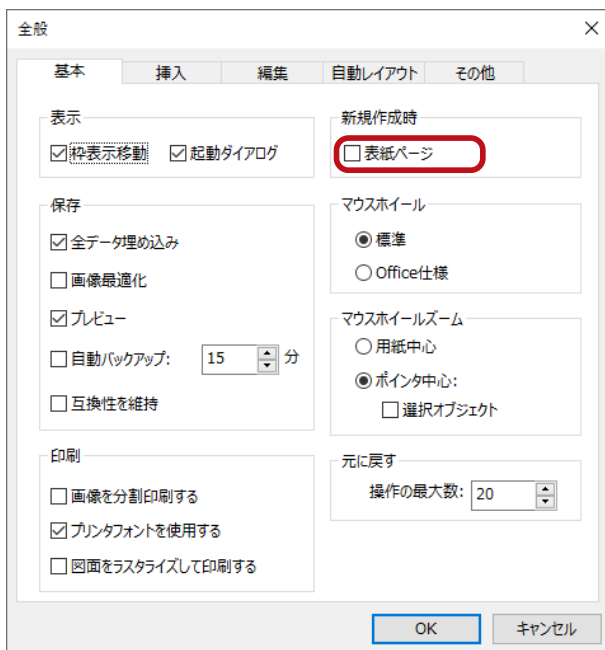 全般
基本 挿入 編集 自動レイアウト その他
表示
枠表示移動 起動ダイアログ
保存
全データ埋め込み
画像最適化
プレビュー
自動バックアップ: 15 分
互換性を維持
印刷
画像を分割印刷する
プリンタフォントを使用する
図面をラスタライズして印刷する
新規作成時
表紙ページ
マウスホイール
標準
Office仕様
マウスホイールズーム
用紙中心
ポインタ中心:
選択オブジェクト
元に戻す
操作の最大数: 20
OK キャンセル